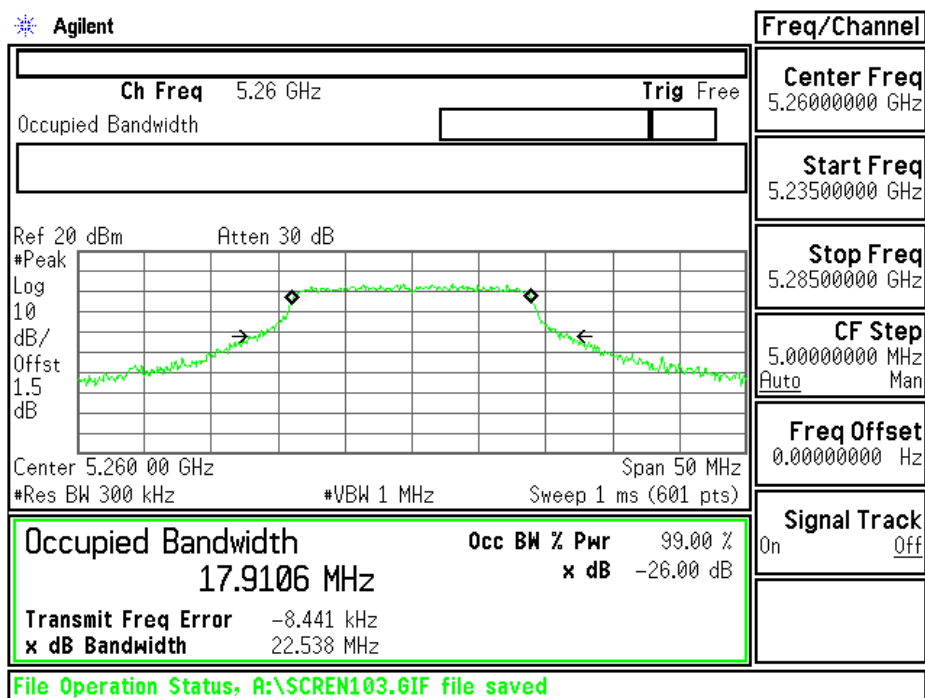 Agilent
Freq/Channel
Ch Freq 5.26 GHz Trig Free
Occupied Bandwidth
Center Freq
5.26000000 GHz
Start Freq
5.23500000 GHz
Stop Freq
5.28500000 GHz
CF Step
5.00000000 MHz
Auto Man
Freq Offset
0.00000000 Hz
Signal Track
On Off
Ref 20 dBm Atten 30 dB
#Peak
Log
10
dB/
Offst
1.5
dB
Center 5.260 00 GHz Span 50 MHz
#Res BW 300 kHz #VBW 1 MHz Sweep 1 ms (601 pts)
Occupied Bandwidth
17.9106 MHz
Occ BW % Pwr 99.00 %
x dB -26.00 dB
Transmit Freq Error -8.441 kHz
x dB Bandwidth 22.538 MHz
File Operation Status, A:\SCREN103.GIF file saved